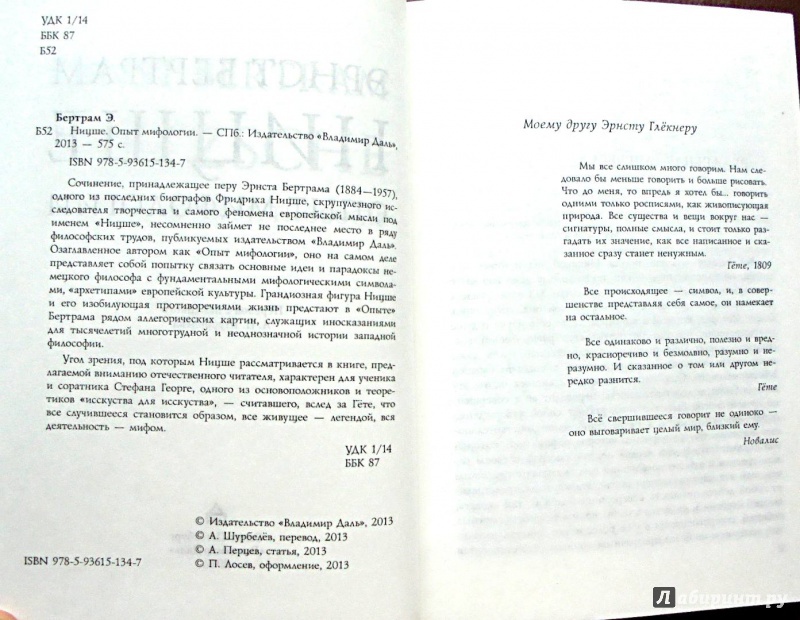 УДК 1/14
ББК 87
Б52
Бертрам Э.
Б52 Ницше. Опыт мифологии. — СПб.: Издательство «Владимир Даль»,
2013 — 575 с.
ISBN 978-5-93615-134-7
Сочинение, принадлежащее перу Эрнста Бертрама (1884—1957),
одного из последних биографов Фридриха Ницше, скрупулезного ис-
следователя творчества и самого феномена европейской мысли под
именем «Ницше», несомненно займет не последнее место в ряду
философских трудов, публикуемых издательством «Владимир Даль».
Озаглавленное автором как «Опыт мифологии», оно на самом деле
представляет собой попытку связать основные идеи и парадоксы не-
мецкого философа с фундаментальными мифологическими символа-
ми, «архетипами» европейской культуры. Грандиозная фигура Ницше
и его изобилующая противоречиями жизнь предстают в «Опыте»
Бертрама рядом аллегорических картин, служащих иносказаниями
для тысячелетий многотрудной и неоднозначной истории западной
философии.
Угол зрения, под которым Ницше рассматривается в книге, пред-
лагаемой вниманию отечественного читателя, характерен для ученика
и соратника Стефана Георге, одного из основоположников и теоре-
тиков «исскуства для исскуства», — считавшего, вслед за Гёте, что
все случившееся становится образом, все живущее — легендой, вся
деятельность — мифом.
УДК 1/14
ББК 87
© Издательство «Владимир Даль», 2013
© А. Шурбелёв, перевод, 2013
© А. Перцев, статья, 2013
© П. Лосев, оформление, 2013
ISBN 978-5-93615-134-7
Моему другу Эрнсту Глёкнеру
Мы все слишком много говорим. Нам сле-
довало бы меньше говорить и больше рисовать.
Что до меня, то впредь я хотел бы... говорить
одними только росписями, как живописующая
природа. Все существа и вещи вокруг нас —
сигнатуры, полные смысла, и стоит только раз-
гадать их значение, как все написанное и ска-
занное сразу станет ненужным.
Гёте, 1809
Все происходящее — символ, и, в совер-
шенстве представляя себя самое, он намекает
на остальное.
Все одинаково и различно, полезно и вред-
но, красноречиво и безмолвно, разумно и не-
разумно. И сказанное о том или другом не-
редко разнится.
Гёте
Всё свершившееся говорит не одиноко —
оно выговаривает целый мир, близкий ему.
Новалис
Лабиринт.ру